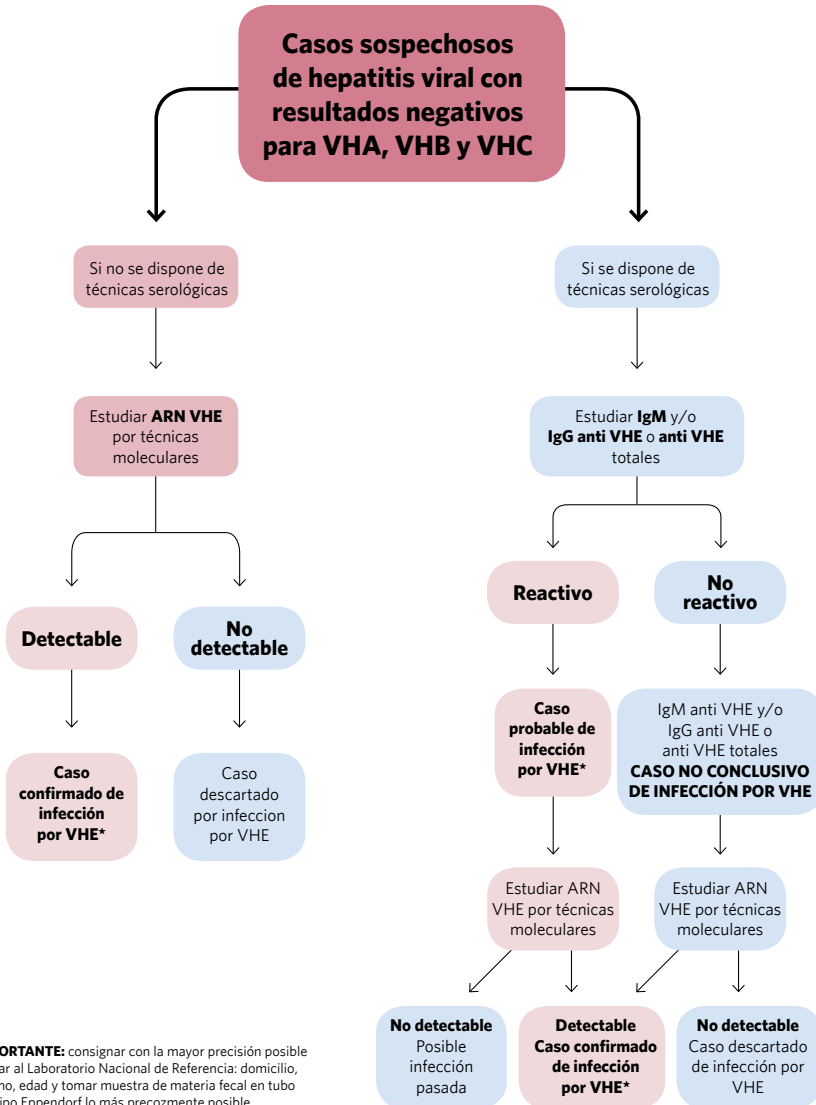 Casos sospechosos
de hepatitis viral con
resultados negativos
para VHA, VHB y VHC
Si no se dispone de
técnicas serológicas
Estudiar ARN VHE
por técnicas
moleculares
Detectable
No
detectable
Caso
confirmado de
infección
por VHE*
Caso
descartado
por infeccion
por VHE
Si se dispone de
técnicas serológicas
Estudiar IgM y/o
IgG anti VHE o anti VHE
totales
Reactivo
No
reactivo
Caso
probable de
infección
por VHE*
IgM anti VHE y/o
IgG anti VHE o
anti VHE totales
CASO NO CONCLUSIVO
DE INFECCIÓN POR VHE
Estudiar ARN
VHE por técnicas
moleculares
Estudiar ARN
VHE por técnicas
moleculares
No detectable
Posible
infección
pasada
Detectable
Caso confirmado
de infección
por VHE*
No detectable
Caso descartado
de infección por
VHE
ORTANTE: consignar con la mayor precisión posible
ar al Laboratorio Nacional de Referencia: domicilio,
no, edad y tomar muestra de materia fecal en tubo
ipo Eppendorf lo más precozmente posible